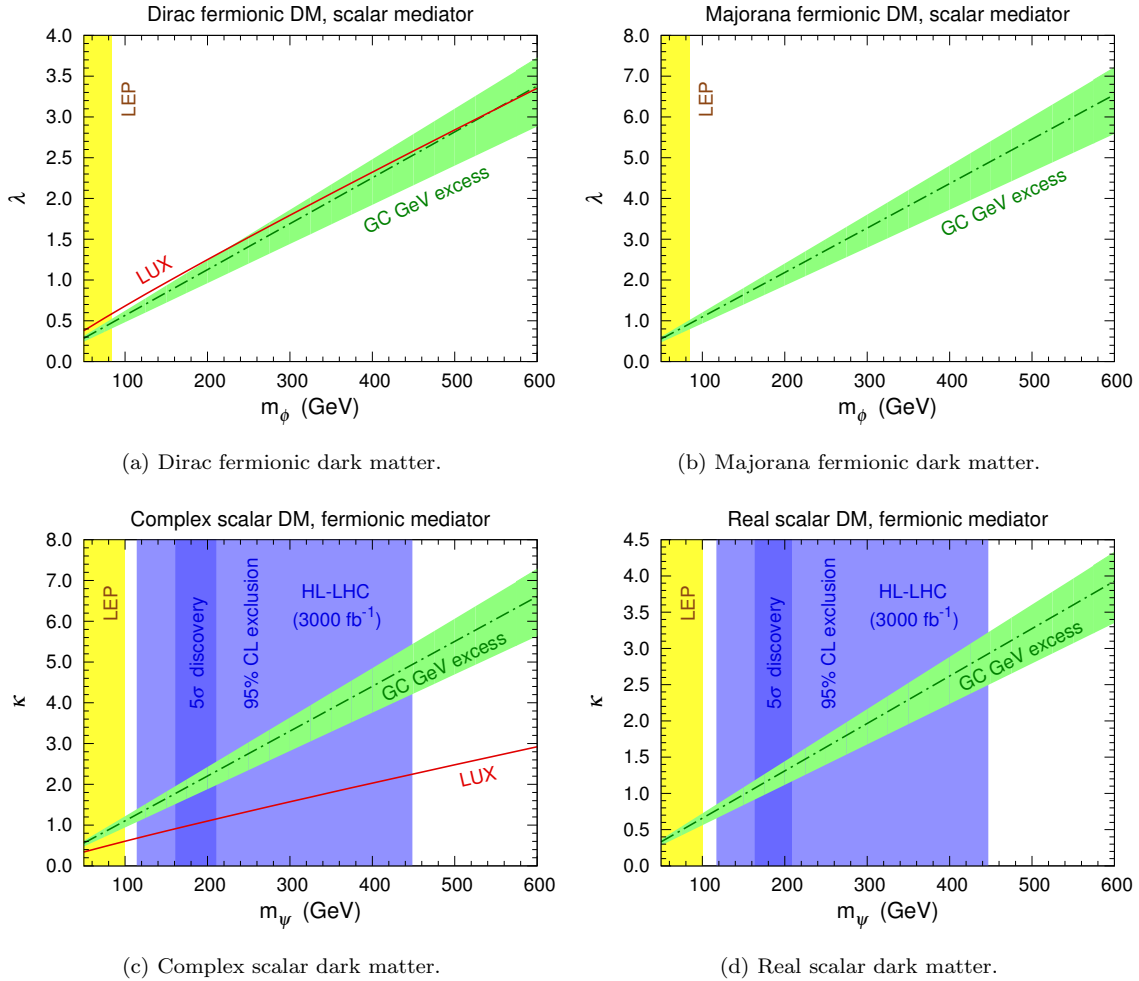 Dirac fermionic DM, scalar mediator
4.0
3.5
3.0
2.5
2.0
1.5
1.0
0.5
0.0
λ
LEP
LUX
GC GeV excess
100 200 300 400 500 600
m_ϕ (GeV)
(a) Dirac fermionic dark matter.
Majorana fermionic DM, scalar mediator
8.0
7.0
6.0
5.0
4.0
3.0
2.0
1.0
0.0
λ
LEP
GC GeV excess
100 200 300 400 500 600
m_ϕ (GeV)
(b) Majorana fermionic dark matter.
Complex scalar DM, fermionic mediator
8.0
7.0
6.0
5.0
4.0
3.0
2.0
1.0
0.0
κ
LEP
5σ discovery
95% CL exclusion
HL-LHC
(3000 fb⁻¹)
GC GeV excess
LUX
100 200 300 400 500 600
m_ψ (GeV)
(c) Complex scalar dark matter.
Real scalar DM, fermionic mediator
4.5
4.0
3.5
3.0
2.5
2.0
1.5
1.0
0.5
0.0
κ
LEP
5σ discovery
95% CL exclusion
HL-LHC
(3000 fb⁻¹)
GC GeV excess
100 200 300 400 500 600
m_ψ (GeV)
(d) Real scalar dark matter.